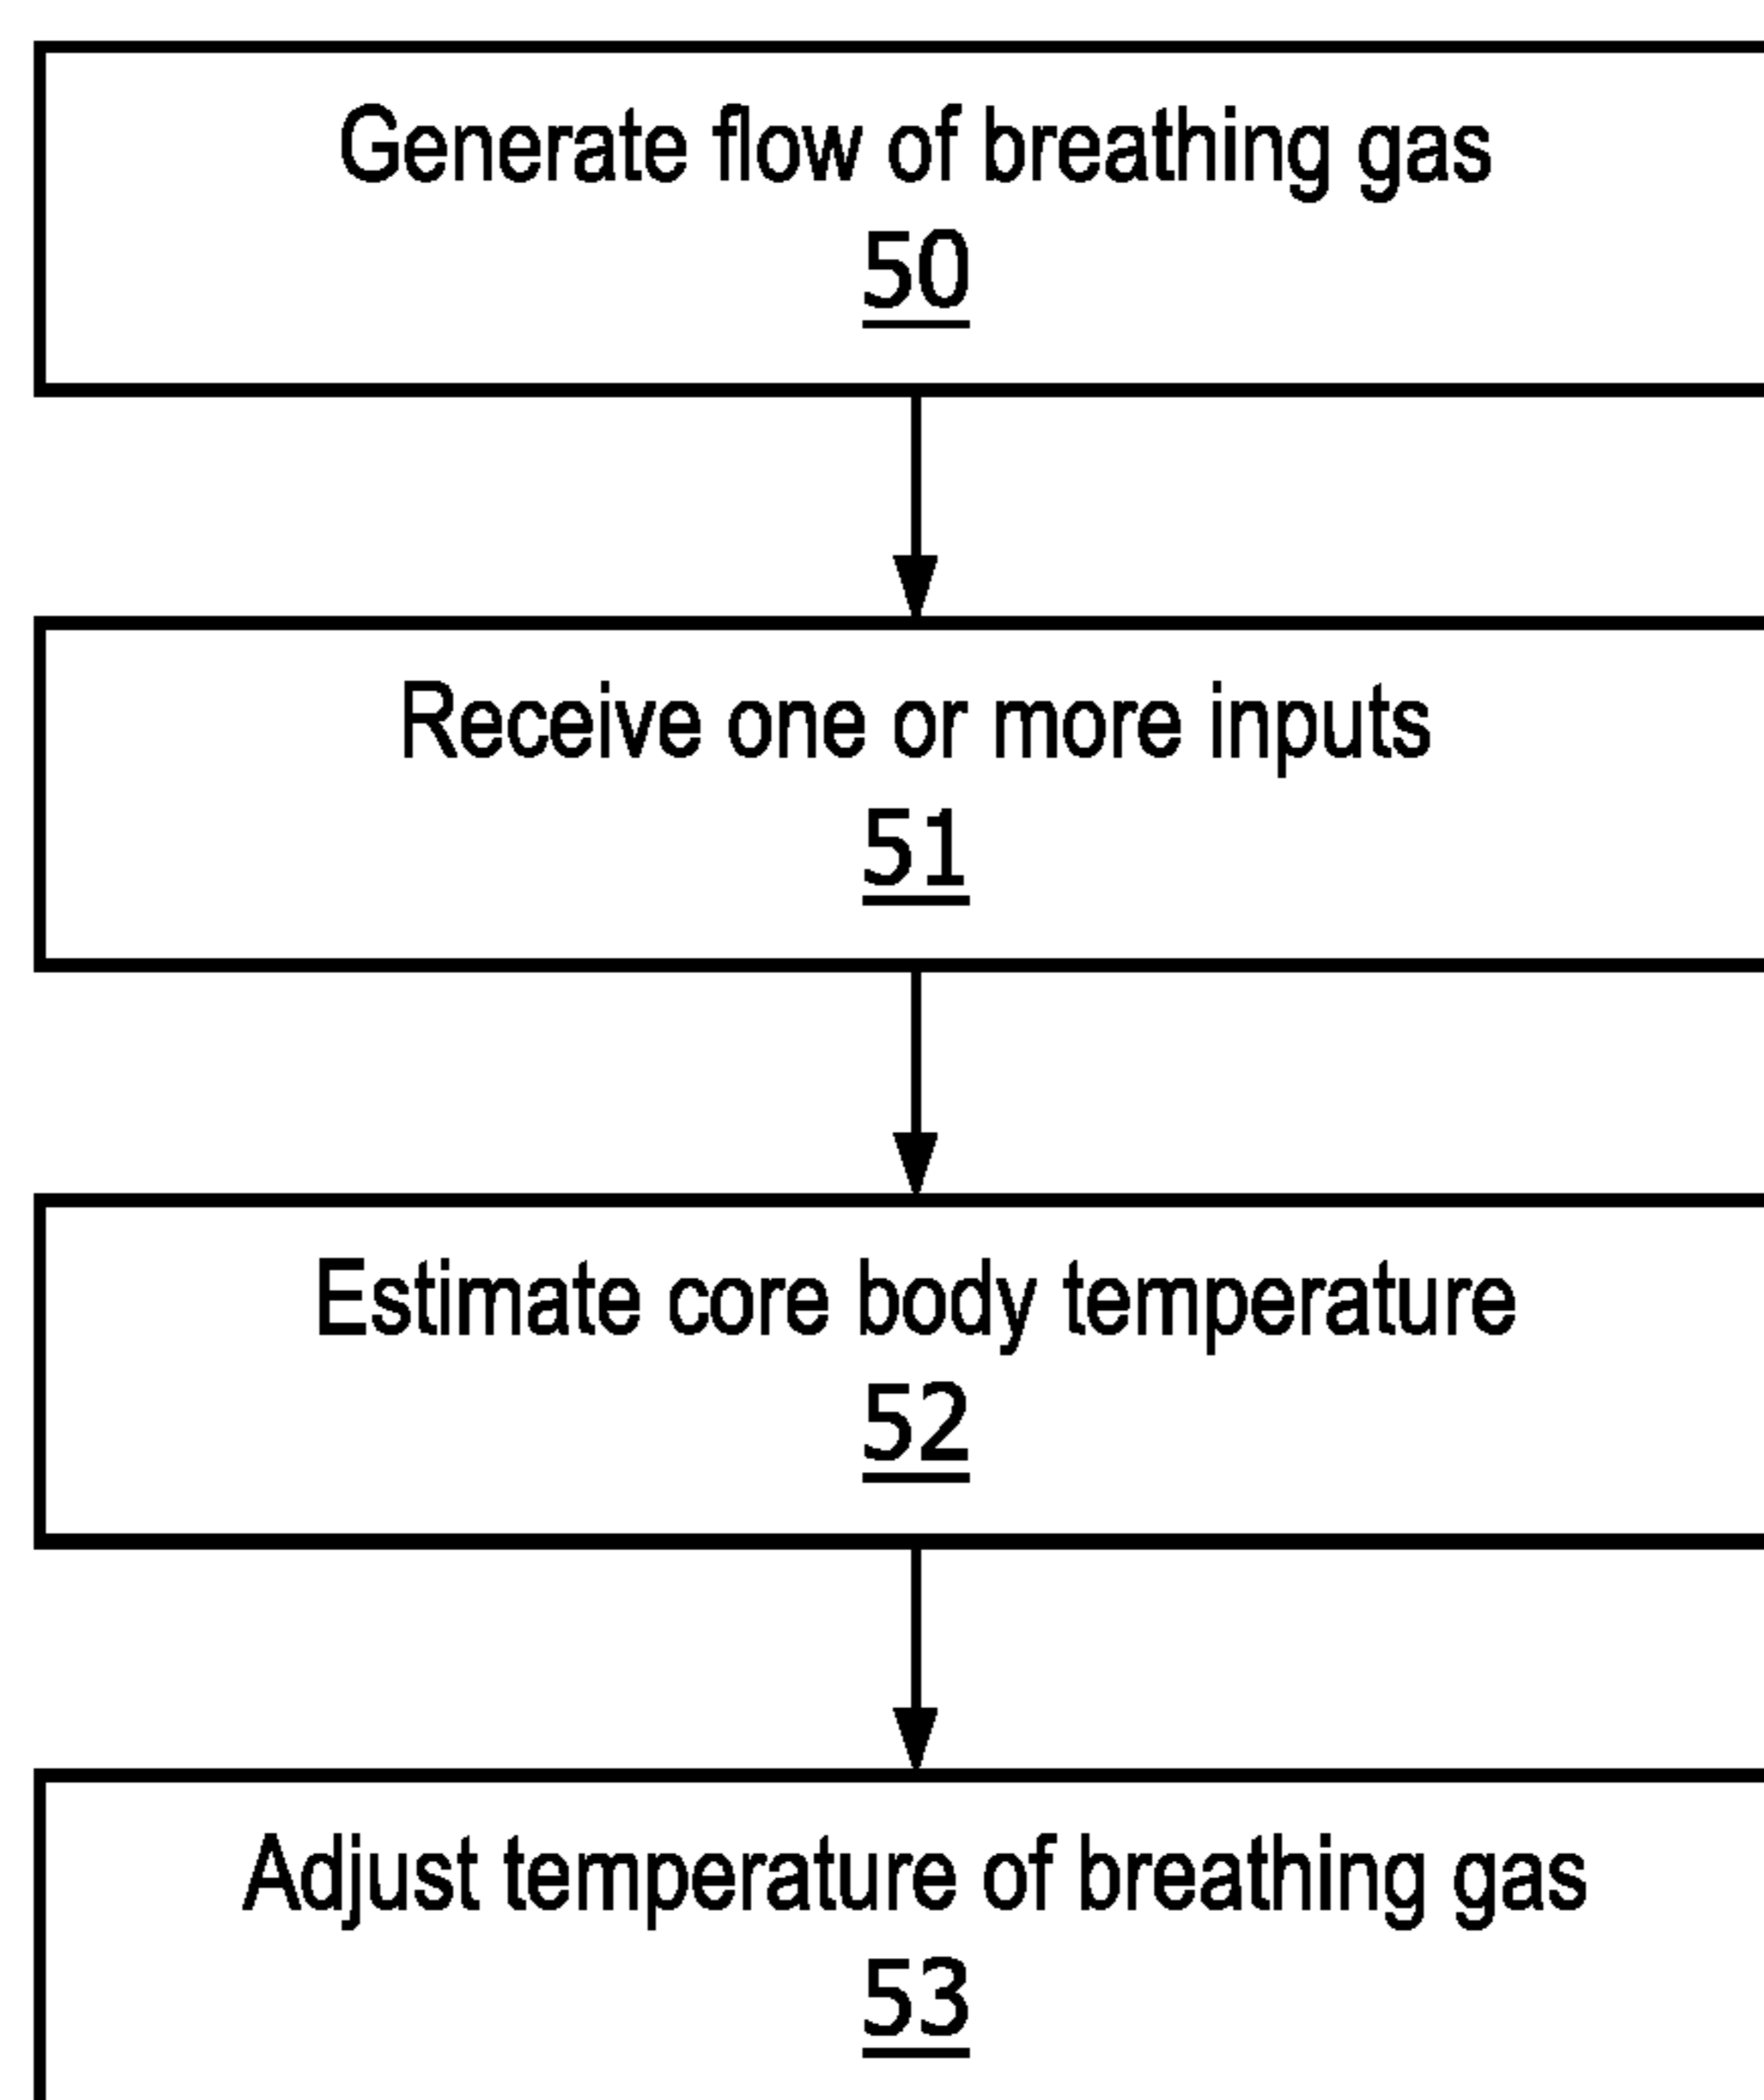 Generate flow of breathing gas
50
Receive one or more inputs
51
Estimate core body temperature
52
Adjust temperature of breathing gas
53